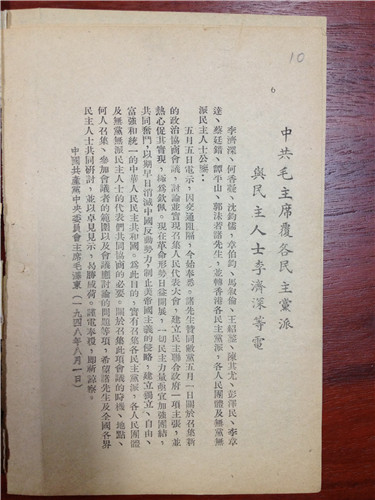 10
6
中共毛主席覆各民主黨派
與民主人士李濟深等電
李濟深、何香凝、沈鈞儒、章伯鈞、馬叙倫、王紹鏊、陳其尤、彭澤民、李章
達、蔡廷鍇、譚平山、郭沫若諸先生，並轉香港各民主黨派、各人民團體及無黨無
派民主人士公鑒：
五月五日電示，因交通阻隔，今始奉悉。諸先生贊同敝黨五月一日關於召集新
的政治協商會議，討論並實現召集人民代表大會，建立民主聯合政府一項主張，並
熱心促其實現，極為欽佩。現在革命形勢日益開展，一切民主力量亟宜加強團結，
共同奮鬥，以期早日消滅中國反動勢力，制止美帝國主義的侵略，建立獨立、自由、
富強和統一的中華人民民主共和國。為此目的，實有召集各民主黨派、各人民團體
及無黨無派民主人士的代表們共同協商的必要。關於召集此項會議的時機、地點、
何人召集、參加會議者的範圍以及會議應討論的問題等項，希望諸先生及全國各界
民主人士共同研討，並以卓見見示，曷勝感荷。謹電奉復，即祈諒察。
中國共產黨中央委員會主席毛澤東（一九四八年八月一日）